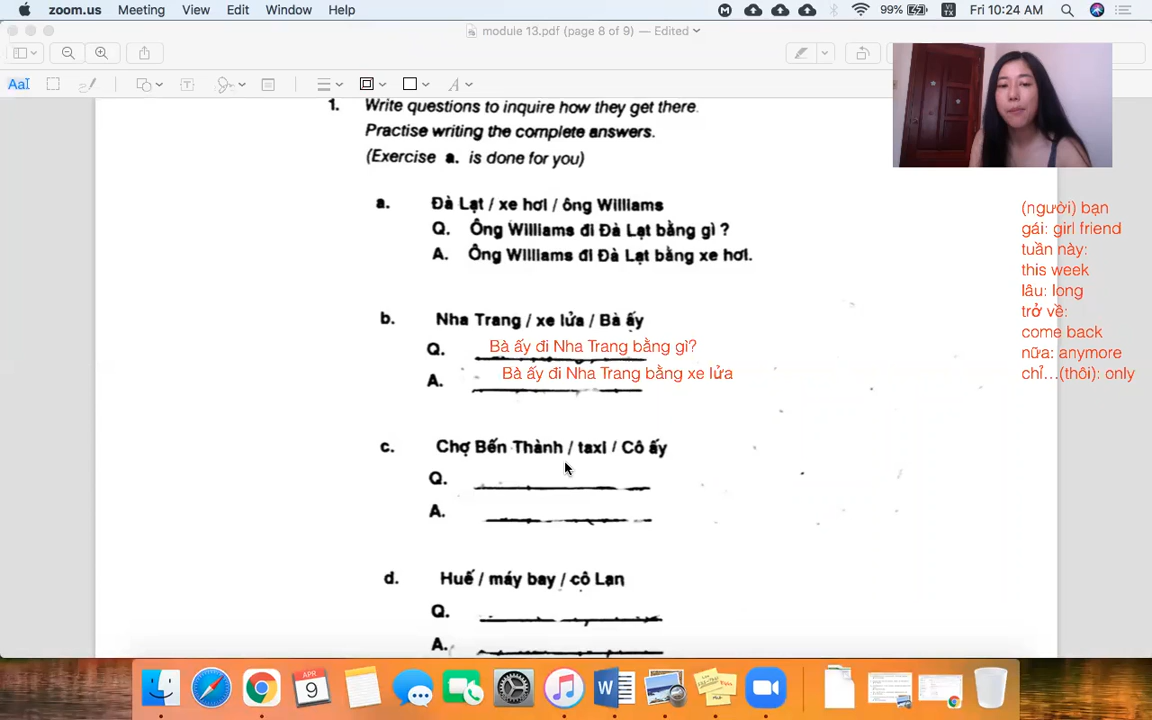 zoom.us Meeting View Edit Window Help 99% VI TX Fri 10:24 AM
module 13.pdf (page 8 of 9) — Edited
AaI
1. Write questions to inquire how they get there.
Practise writing the complete answers.
(Exercise a. is done for you)
a. Đà Lạt / xe hơi / ông Williams
Q. Ông Williams đi Đà Lạt bằng gì ?
A. Ông Williams đi Đà Lạt bằng xe hơi.
b. Nha Trang / xe lửa / Bà ấy
Q. Bà ấy đi Nha Trang bằng gì?
A. Bà ấy đi Nha Trang bằng xe lửa
c. Chợ Bến Thành / taxi / Cô ấy
Q.
A.
d. Huế / máy bay / cô Lan
Q.
A.
(người) bạn
gái: girl friend
tuần này:
this week
lâu: long
trở về:
come back
nữa: anymore
chỉ...(thôi): only
APR
9